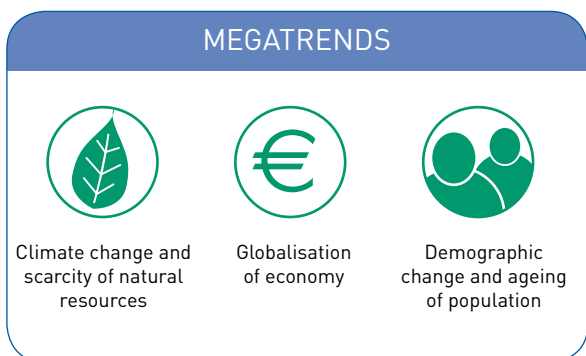 MEGATRENDS
€
Climate change and
scarcity of natural
resources
Globalisation
of economy
Demographic
change and ageing
of population